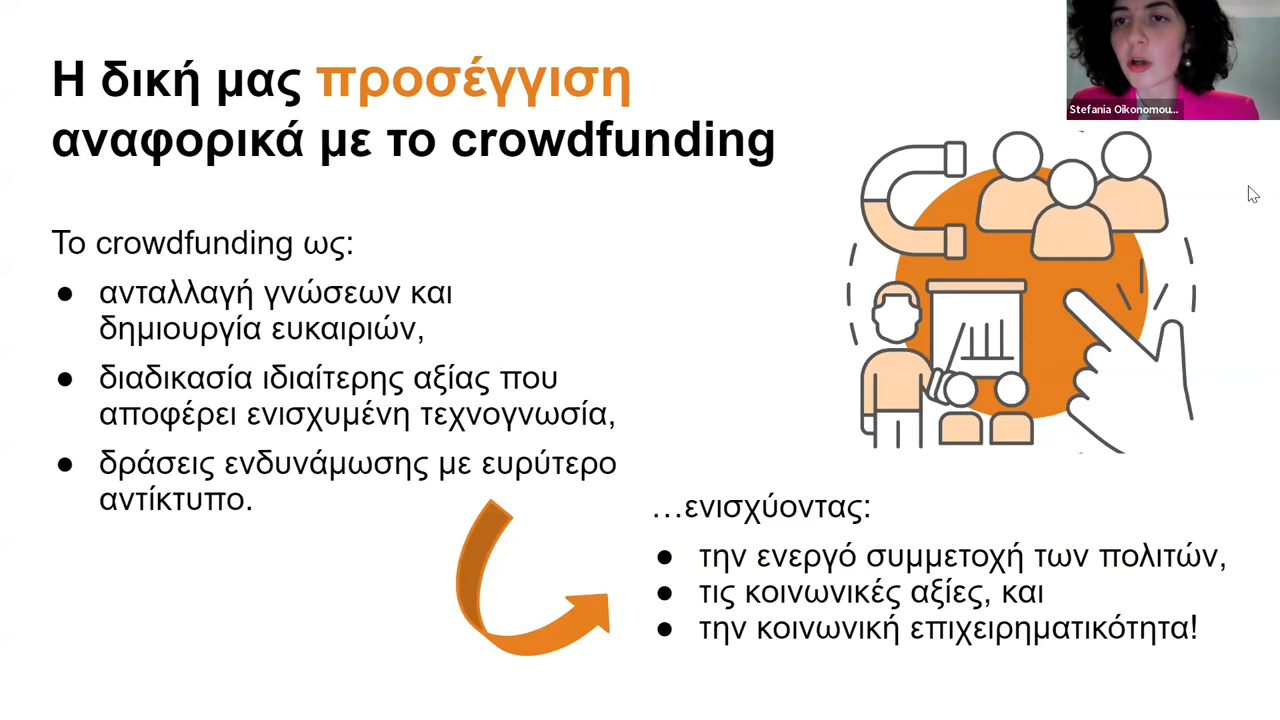 Η δική μας προσέγγιση
αναφορικά με το crowdfunding
Stefania Oikonomou...
Το crowdfunding ως:
● ανταλλαγή γνώσεων και
δημιουργία ευκαιριών,
● διαδικασία ιδιαίτερης αξίας που
αποφέρει ενισχυμένη τεχνογνωσία,
● δράσεις ενδυνάμωσης με ευρύτερο
αντίκτυπο.
…ενισχύοντας:
● την ενεργό συμμετοχή των πολιτών,
● τις κοινωνικές αξίες, και
● την κοινωνική επιχειρηματικότητα!